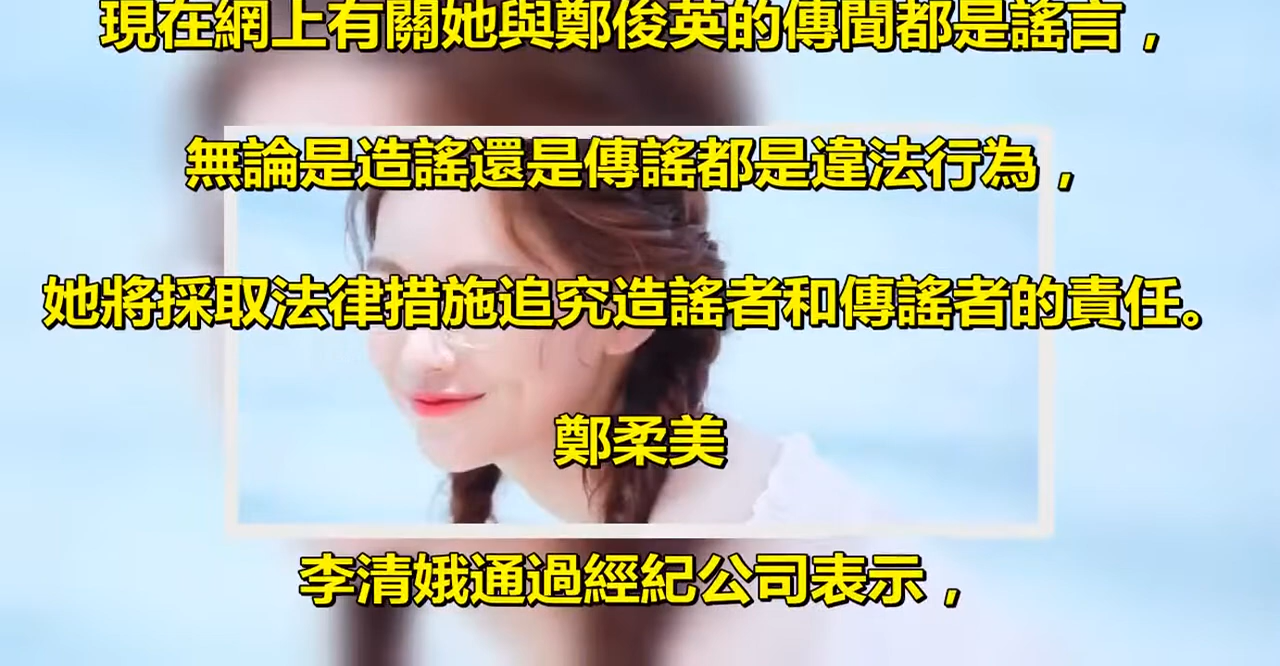 現在網上有關她與鄭俊英的傳聞都是謠言，
無論是造謠還是傳謠都是違法行為，
她將採取法律措施追究造謠者和傳謠者的責任。
鄭柔美
李清娥通過經紀公司表示，